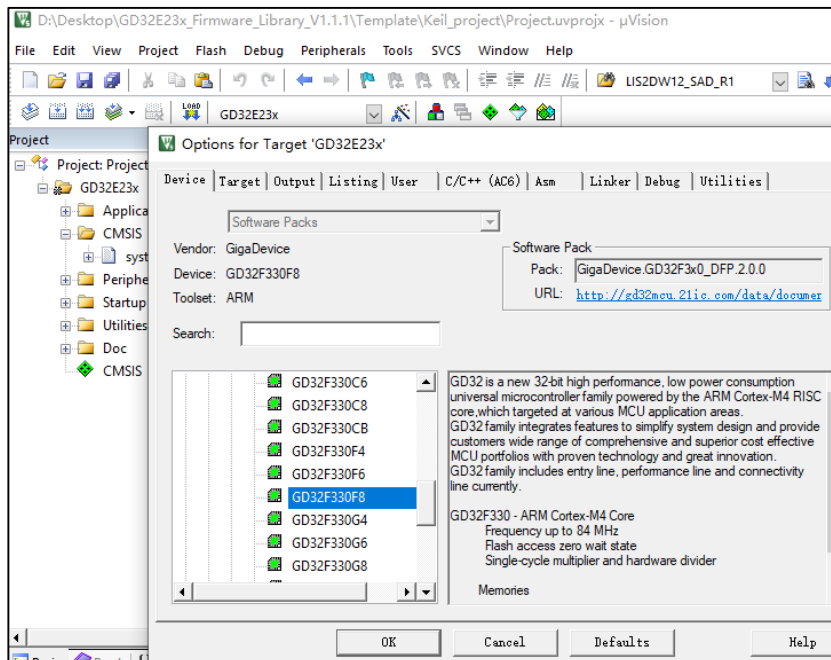 D:\Desktop\GD32E23x_Firmware_Library_V1.1.1\Template\Keil_project\Project.uvprojx - µVision
File Edit View Project Flash Debug Peripherals Tools SVCS Window Help
LIS2DW12_SAD_R1
LOAD GD32E23x
Project
Options for Target 'GD32E23x'
Project: Project
GD32E23x
Applica
CMSIS
syst
Periphe
Startup
Utilities
Doc
CMSIS
Device Target Output Listing User C/C++ (AC6) Asm Linker Debug Utilities
Software Packs
Vendor: GigaDevice
Device: GD32F330F8
Toolset: ARM
Search:
Software Pack
Pack: GigaDevice.GD32F3x0_DFP.2.0.0
URL: http://gd32mcu.21ic.com/data/documer
GD32F330C6
GD32F330C8
GD32F330CB
GD32F330F4
GD32F330F6
GD32F330F8
GD32F330G4
GD32F330G6
GD32F330G8
GD32 is a new 32-bit high performance, low power consumption
universal microcontroller family powered by the ARM Cortex-M4 RISC
core,which targeted at various MCU application areas.
GD32 family integrates features to simplify system design and provide
customers wide range of comprehensive and superior cost effective
MCU portfolios with proven technology and great innovation.
GD32 family includes entry line, performance line and connectivity
line currently.
GD32F330 - ARM Cortex-M4 Core
Frequency up to 84 MHz
Flash access zero wait state
Single-cycle multiplier and hardware divider
Memories
OK Cancel Defaults Help